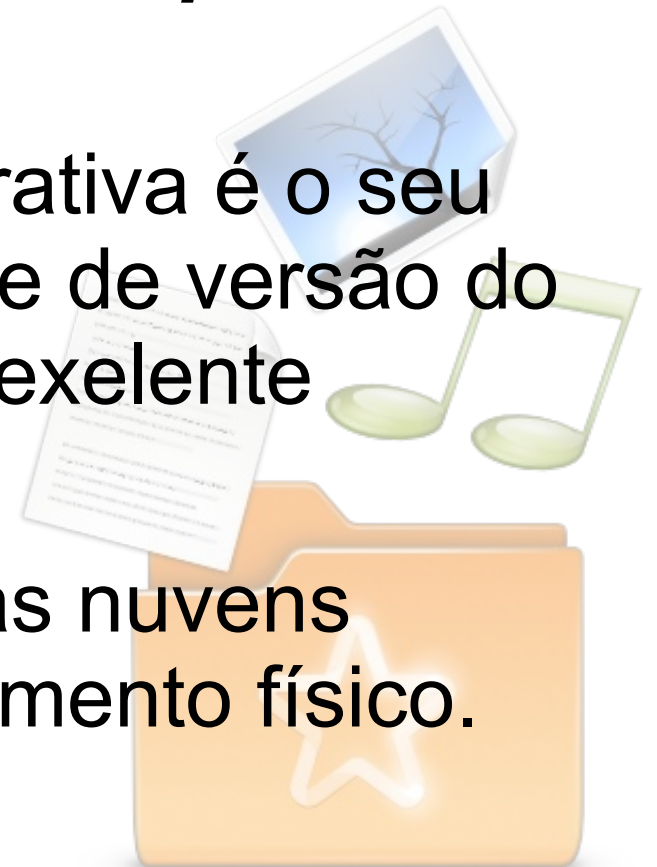 rativa é o seu
e de versão do
exelente
as nuvens
mento físico.